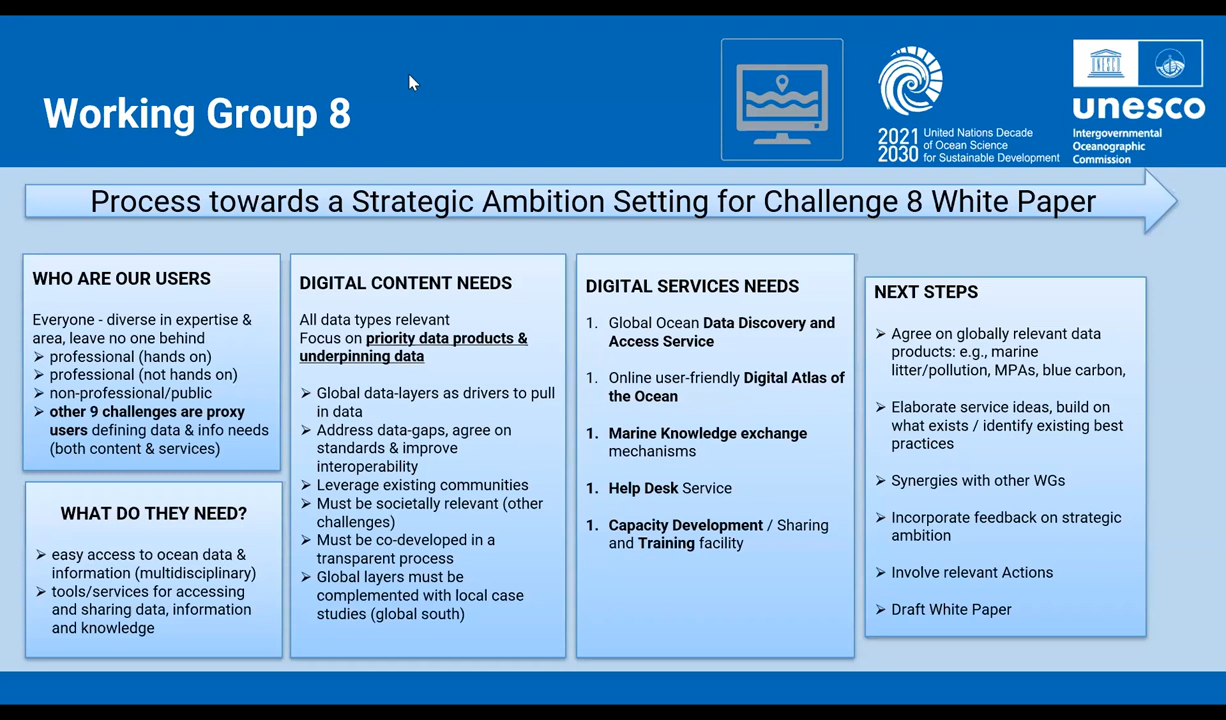 Working Group 8
2021
2030
United Nations Decade
of Ocean Science
for Sustainable Development
UNESCO
unesco
Intergovernmental
Oceanographic
Commission
Process towards a Strategic Ambition Setting for Challenge 8 White Paper
WHO ARE OUR USERS
Everyone - diverse in expertise &
area, leave no one behind
➢ professional (hands on)
➢ professional (not hands on)
➢ non-professional/public
➢ other 9 challenges are proxy
users defining data & info needs
(both content & services)
WHAT DO THEY NEED?
➢ easy access to ocean data &
information (multidisciplinary)
➢ tools/services for accessing
and sharing data, information
and knowledge
DIGITAL CONTENT NEEDS
All data types relevant
Focus on priority data products &
underpinning data
➢ Global data-layers as drivers to pull
in data
➢ Address data-gaps, agree on
standards & improve
interoperability
➢ Leverage existing communities
➢ Must be societally relevant (other
challenges)
➢ Must be co-developed in a
transparent process
➢ Global layers must be
complemented with local case
studies (global south)
DIGITAL SERVICES NEEDS
1. Global Ocean Data Discovery and
Access Service
1. Online user-friendly Digital Atlas of
the Ocean
1. Marine Knowledge exchange
mechanisms
1. Help Desk Service
1. Capacity Development / Sharing
and Training facility
NEXT STEPS
➢ Agree on globally relevant data
products: e.g., marine
litter/pollution, MPAs, blue carbon,
➢ Elaborate service ideas, build on
what exists / identify existing best
practices
➢ Synergies with other WGs
➢ Incorporate feedback on strategic
ambition
➢ Involve relevant Actions
➢ Draft White Paper